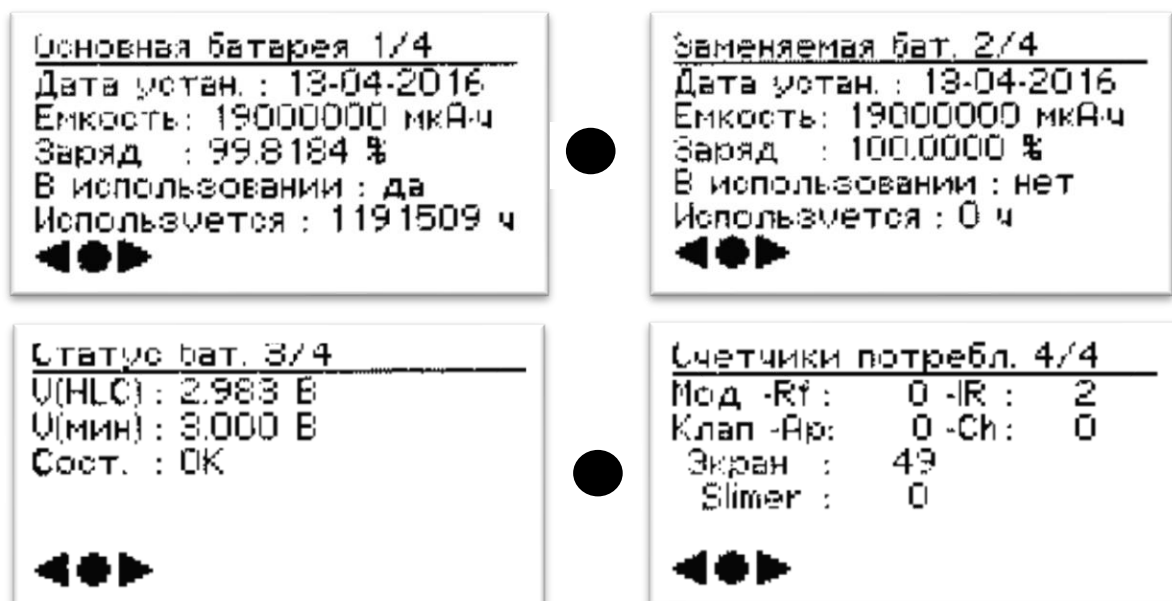 Основная батарея 1/4
Дата устан. : 13-04-2016
Емкость: 19000000 мкА·ч
Заряд : 99.8184 %
В использовании : да
Используется : 1191509 ч
Заменяемая бат. 2/4
Дата устан. : 13-04-2016
Емкость: 19000000 мкА·ч
Заряд : 100.0000 %
В использовании : нет
Используется : 0 ч
Статус бат. 3/4
U(HLC) : 2.983 В
U(мин) : 3.000 В
Сост. : OK
Счетчики потребл. 4/4
Мод -Rf : 0 -IR : 2
Клап -Ap: 0 -Ch : 0
Экран : 49
Slimer : 0